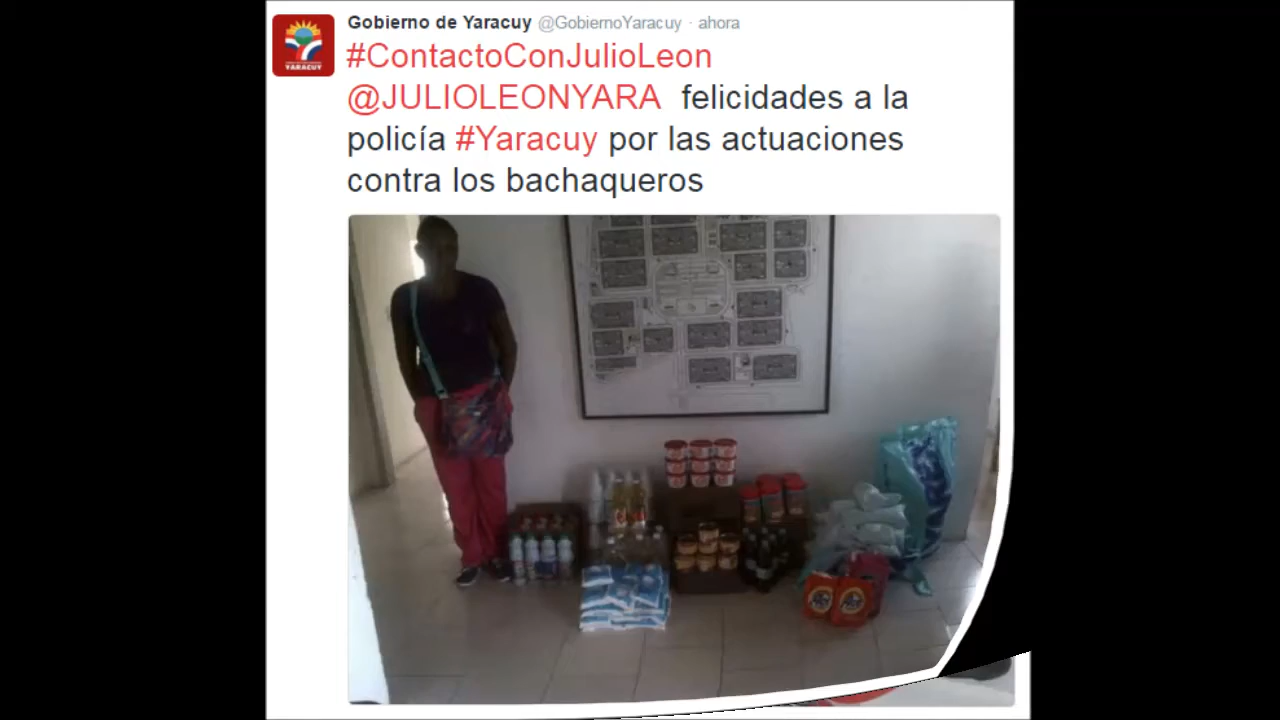 Gobierno de Yaracuy @GobiernoYaracuy · ahora
YARACUY
#ContactoConJulioLeon
@JULIOLEONYARA felicidades a la
policía #Yaracuy por las actuaciones
contra los bachaqueros